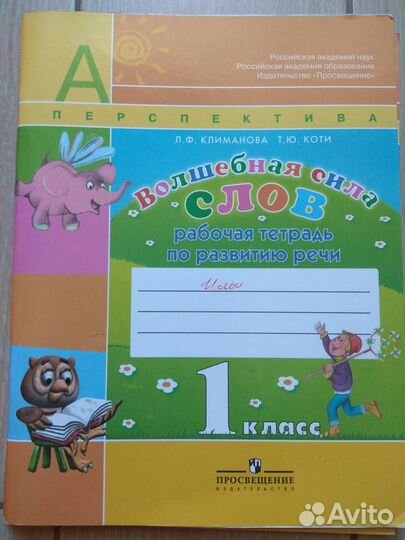 А
Российская академия наук
Российская академия образования
Издательство «Просвещение»
ПЕРСПЕКТИВА
Л.Ф. КЛИМАНОВА Т.Ю. КОТИ
Волшебная сила
СЛОВ
рабочая тетрадь
по развитию речи
1 класс
ПРОСВЕЩЕНИЕ
ИЗДАТЕЛЬСТВО
Avito